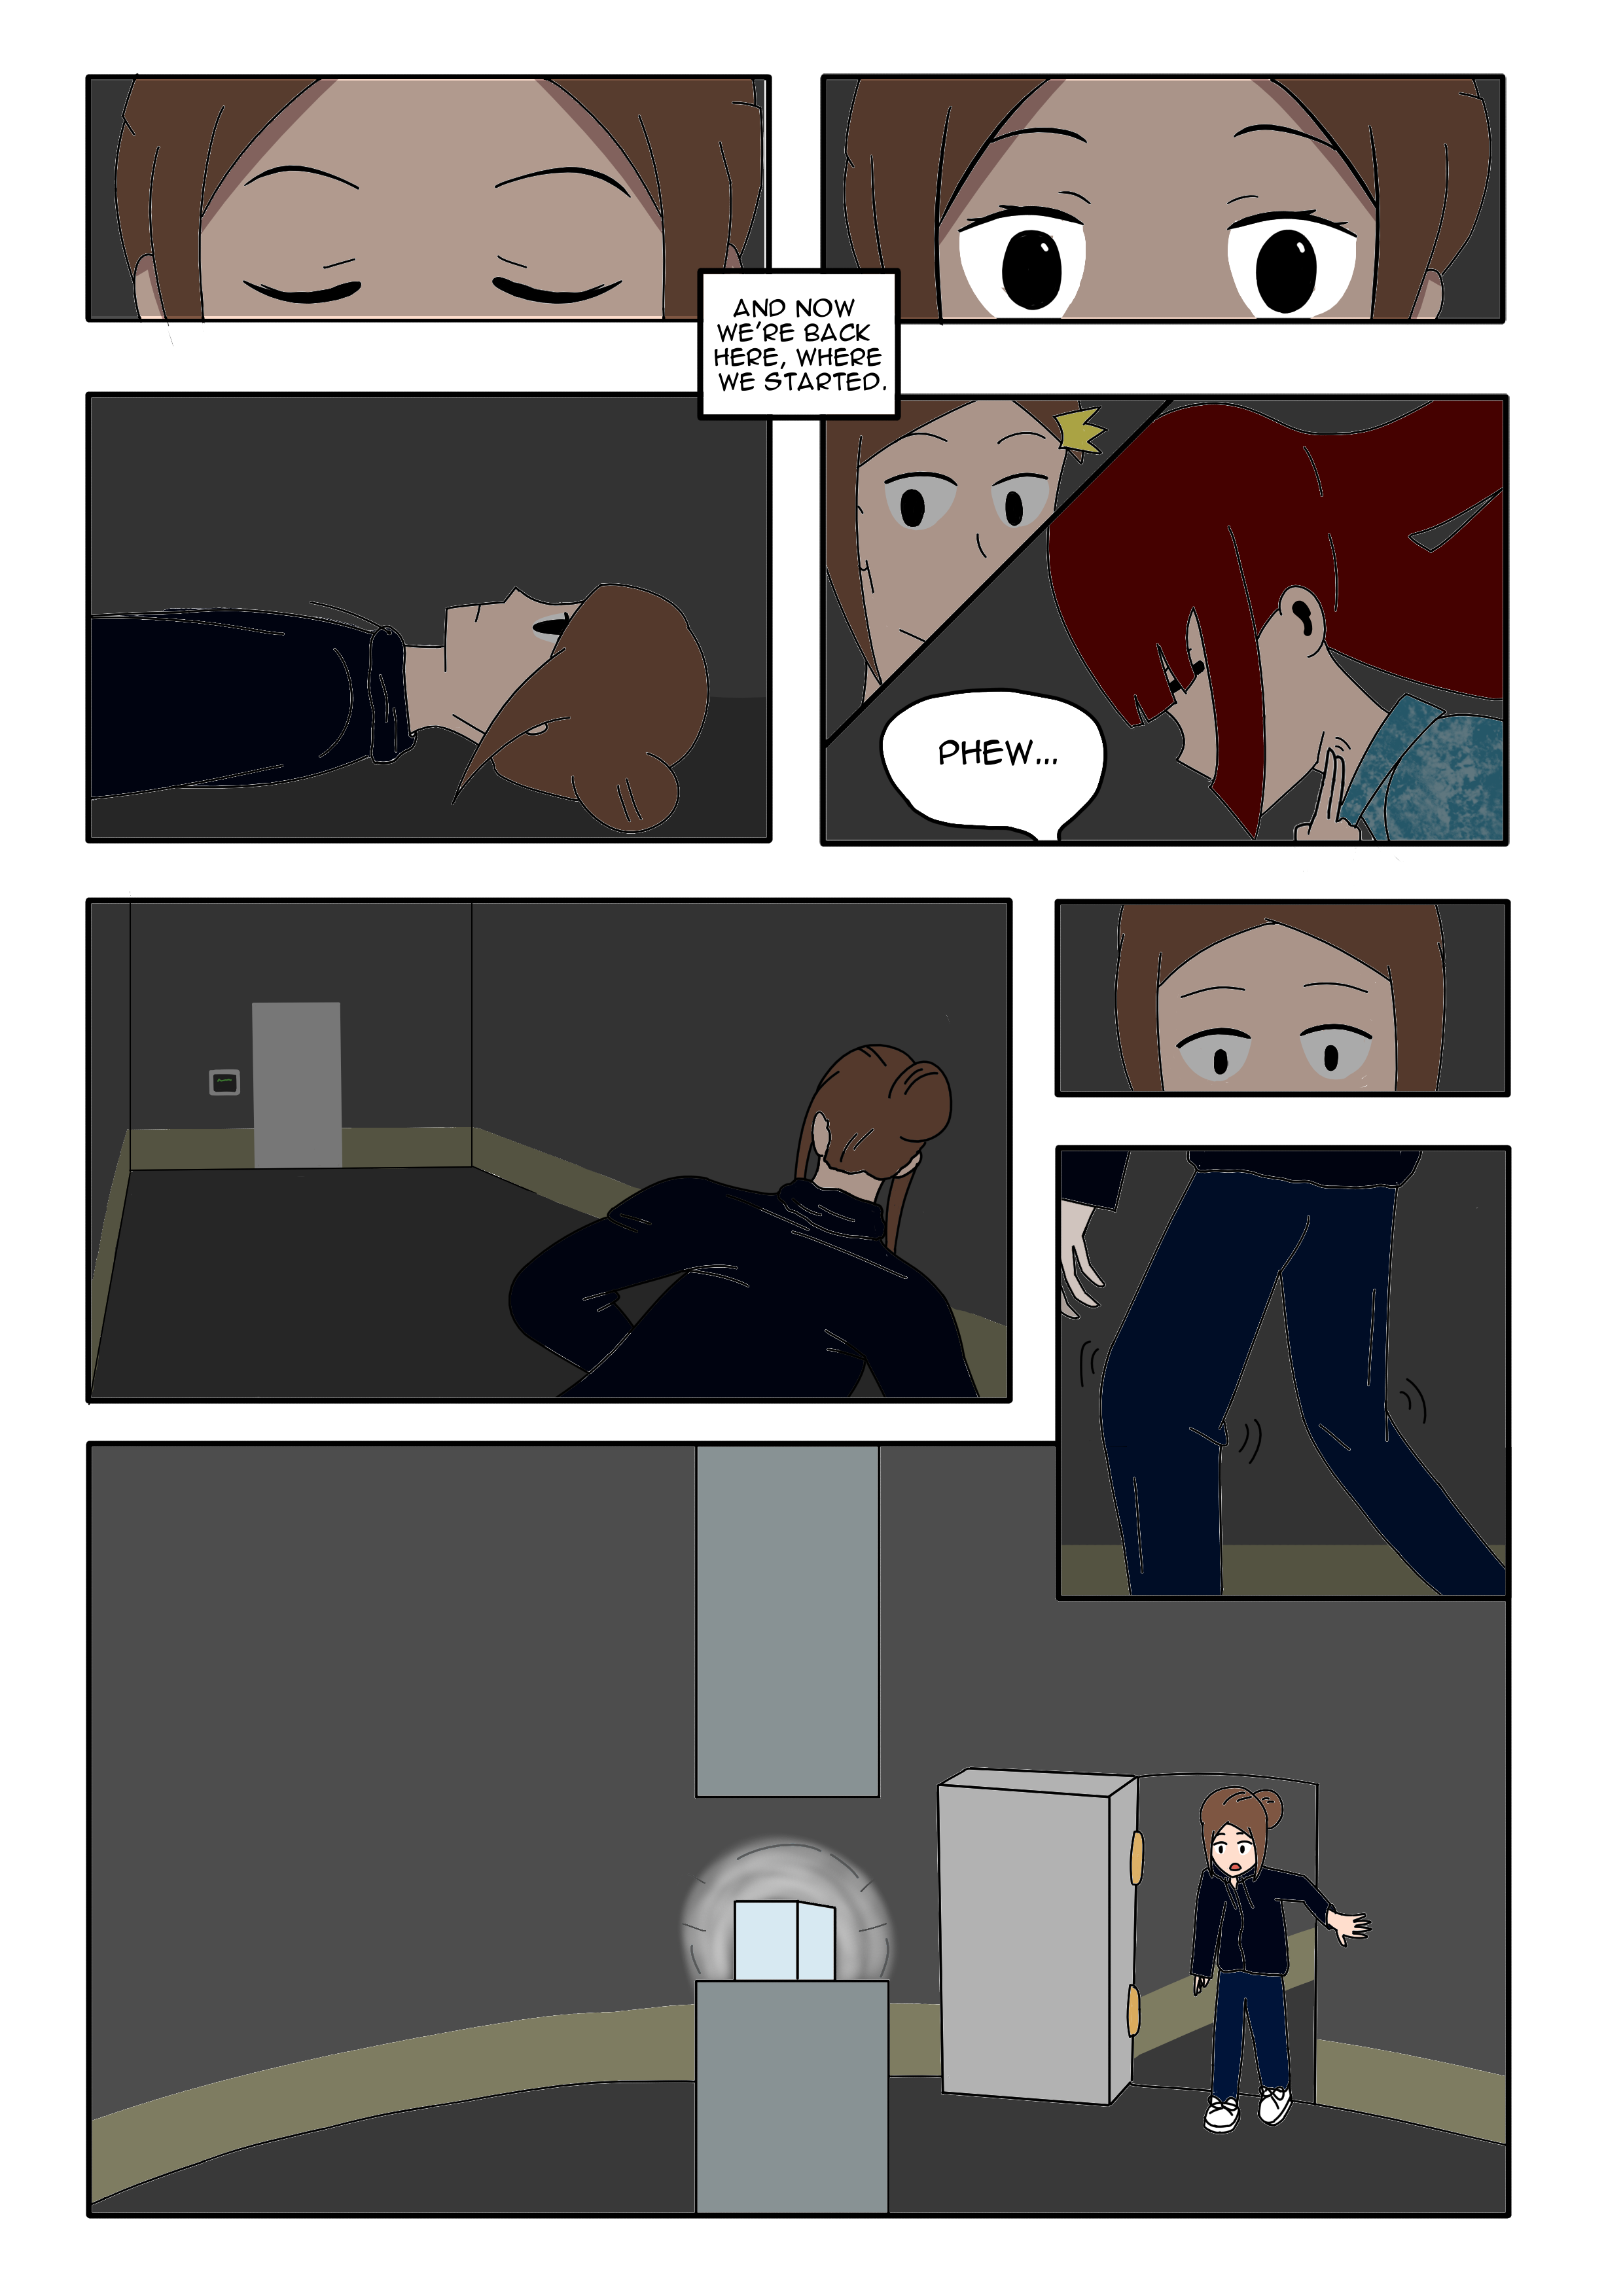 AND NOW
WE'RE BACK
HERE, WHERE
WE STARTED.
PHEW...